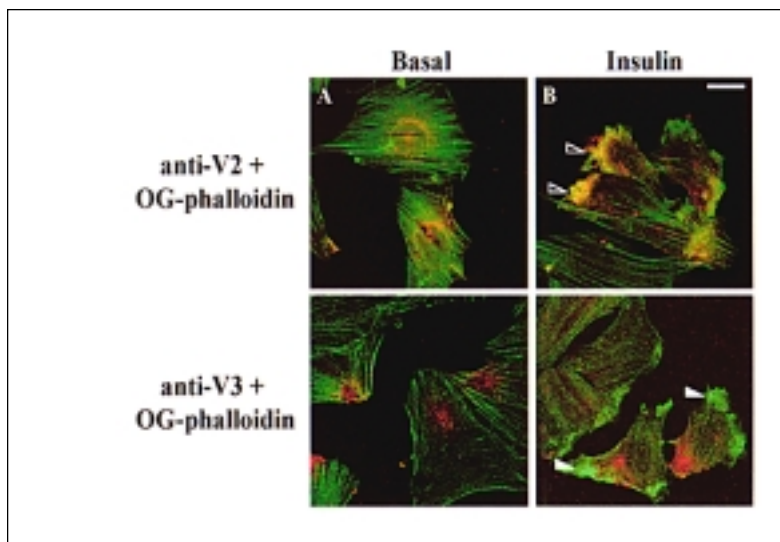 Basal
Insulin
A
B
anti-V2 +
OG-phalloidin
anti-V3 +
OG-phalloidin